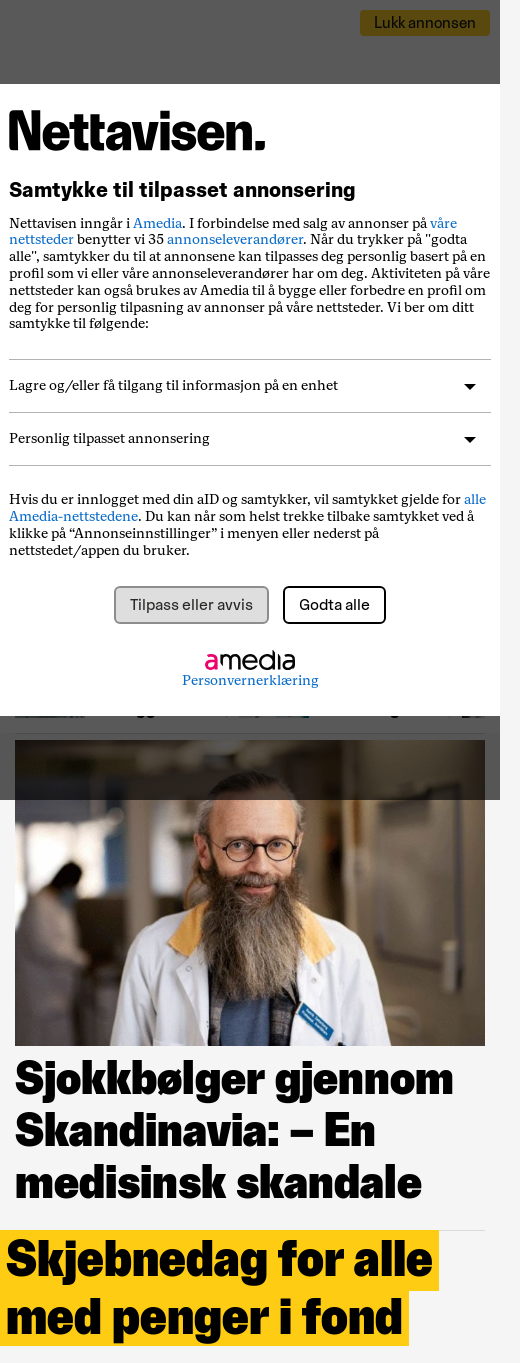 Lukk annonsen
Nettavisen.
Samtykke til tilpasset annonsering
Nettavisen inngår i Amedia. I forbindelse med salg av annonser på våre
nettsteder benytter vi 35 annonseleverandører. Når du trykker på "godta
alle", samtykker du til at annonsene kan tilpasses deg personlig basert på en
profil som vi eller våre annonseleverandører har om deg. Aktiviteten på våre
nettsteder kan også brukes av Amedia til å bygge eller forbedre en profil om
deg for personlig tilpasning av annonser på våre nettsteder. Vi ber om ditt
samtykke til følgende:
Lagre og/eller få tilgang til informasjon på en enhet
Personlig tilpasset annonsering
Hvis du er innlogget med din aID og samtykker, vil samtykket gjelde for alle
Amedia-nettstedene. Du kan når som helst trekke tilbake samtykket ved å
klikke på “Annonseinnstillinger” i menyen eller nederst på
nettstedet/appen du bruker.
Tilpass eller avvis
Godta alle
amedia
Personvernerklæring
Sjokkbølger gjennom
Skandinavia: – En
medisinsk skandale
Skjebnedag for alle
med penger i fond